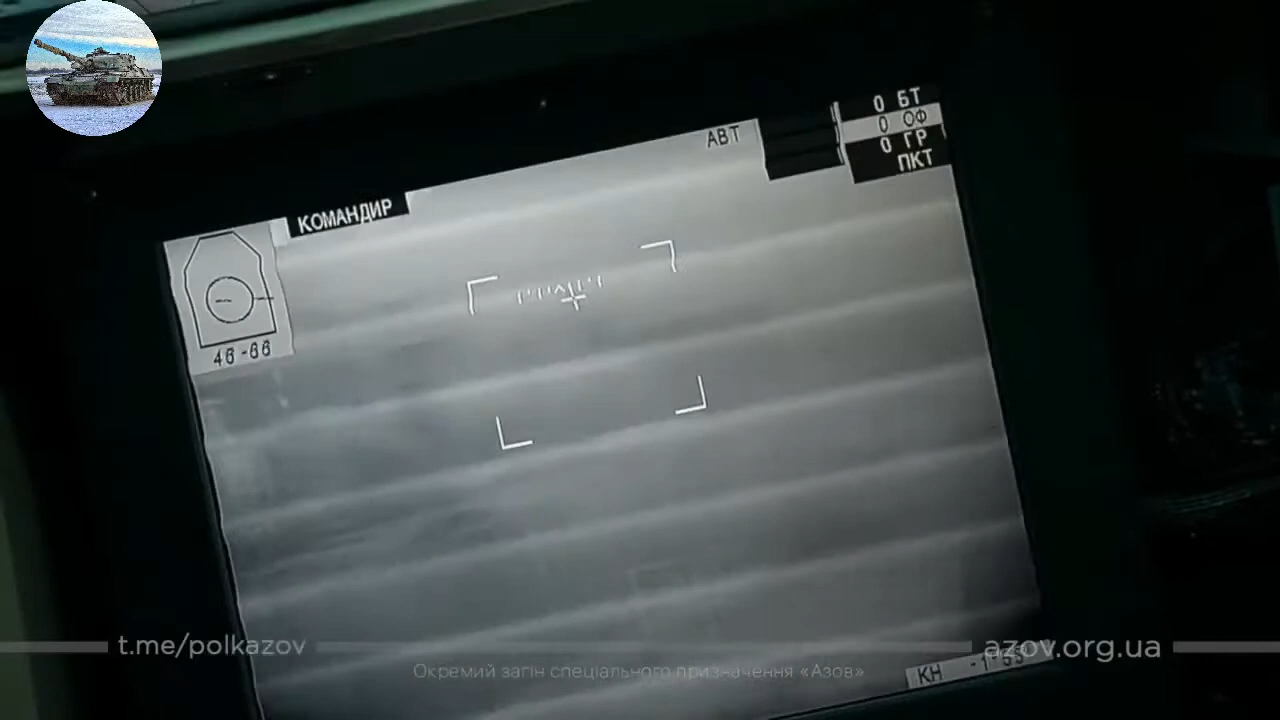 0 БТ
0 ОФ
0 ГР
ПКТ
АВТ
КОМАНДИР
46-66
t.me/polkazov
azov.org.ua
Окремий загін спеціального призначення «Азов»
КН